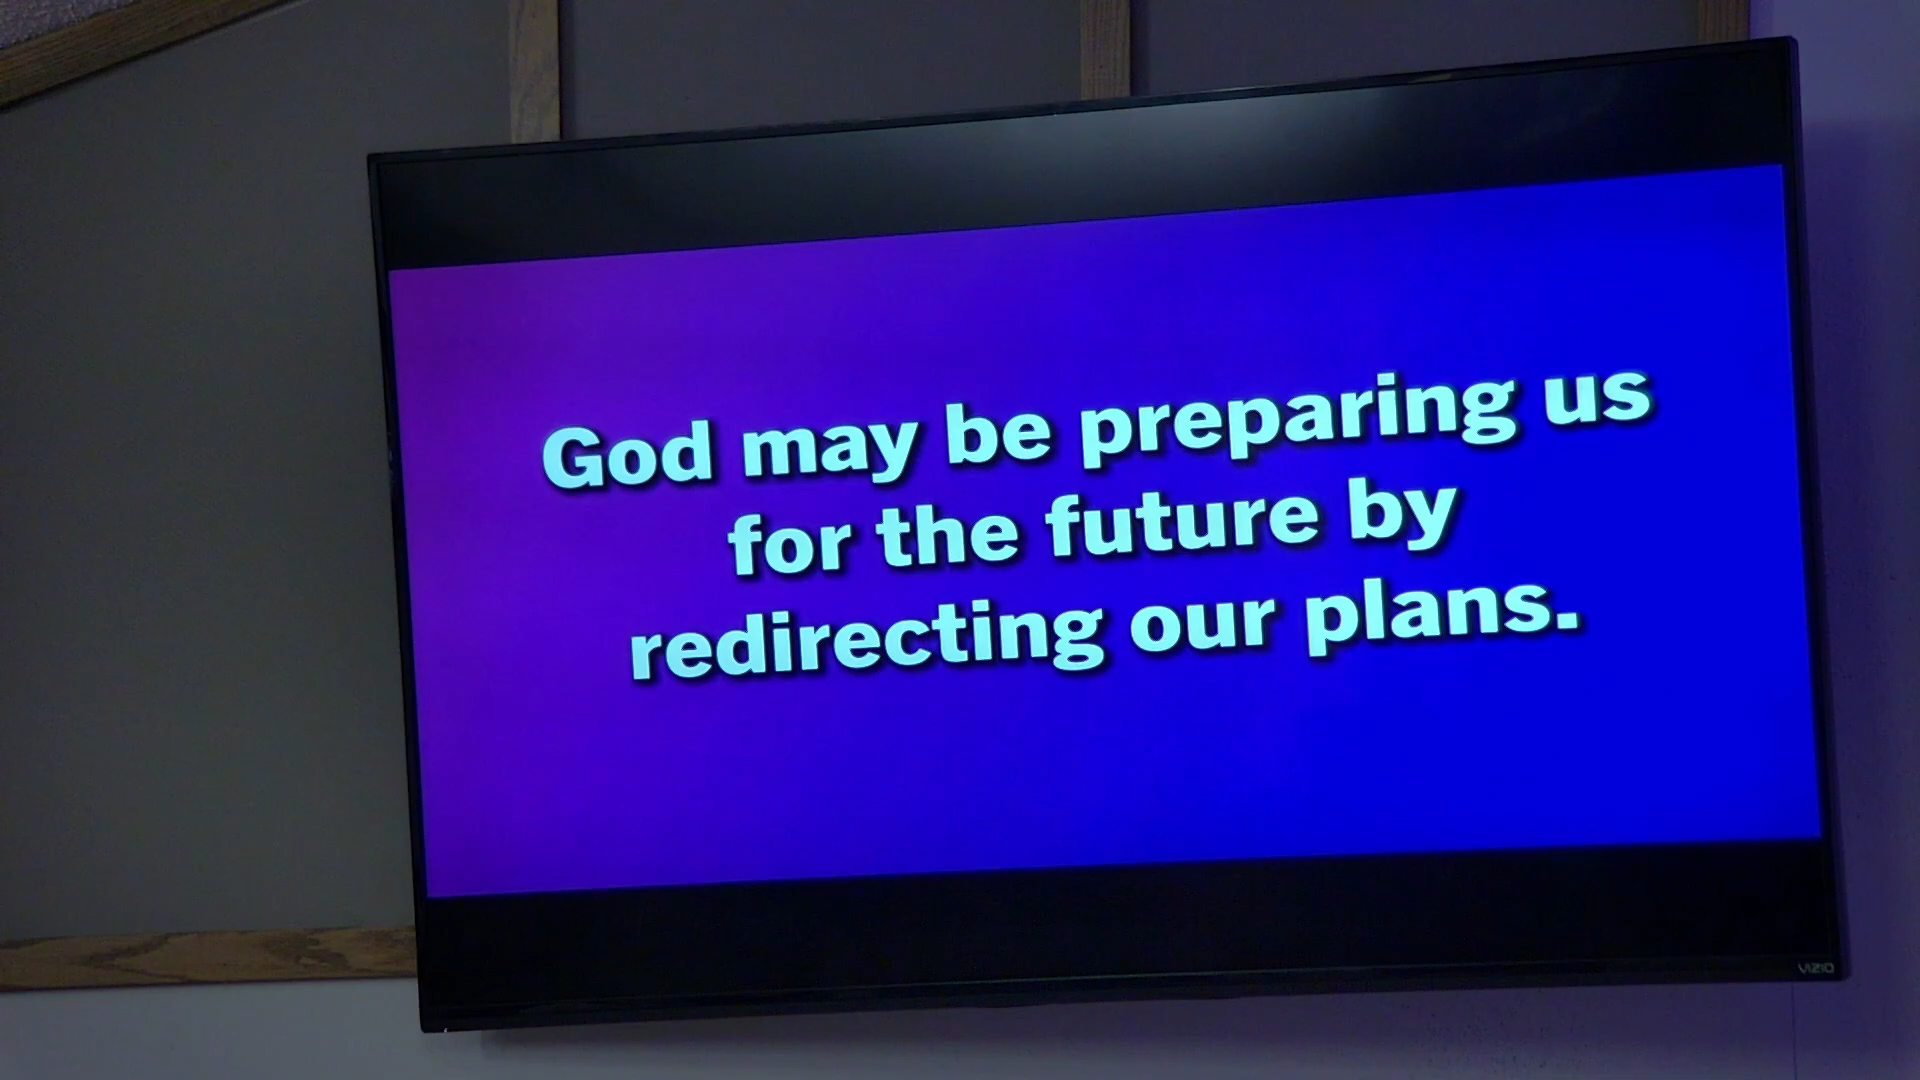 God may be preparing us
for the future by
redirecting our plans.
VIZIO